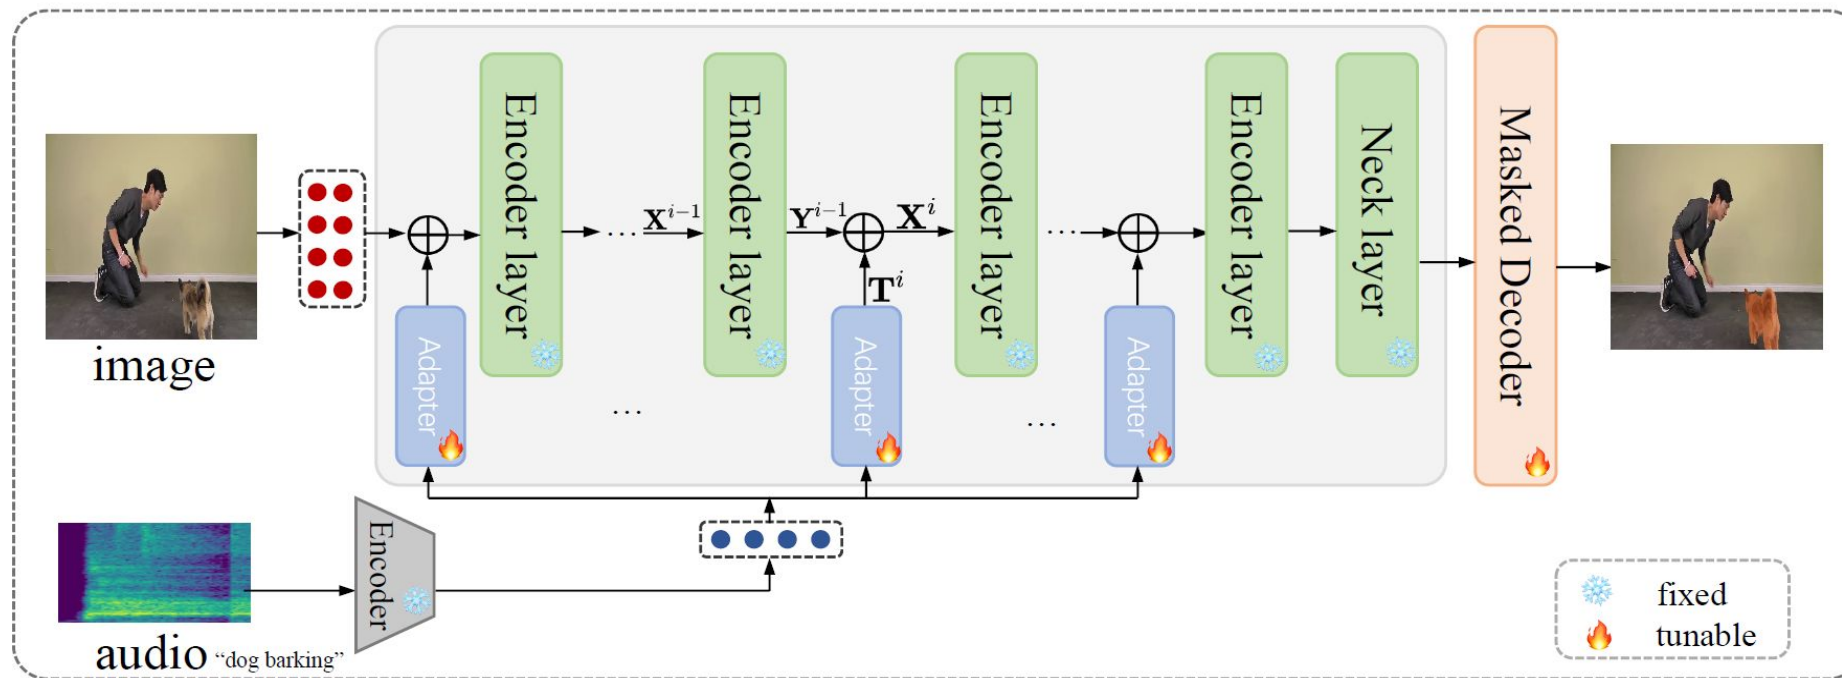 image
Adapter
Encoder layer
…
X^{i-1}
Encoder layer
Y^{i-1}
X^i
T^i
Adapter
Encoder layer
…
Adapter
Encoder layer
Neck layer
Masked Decoder
…
…
audio "dog barking"
Encoder
fixed
tunable